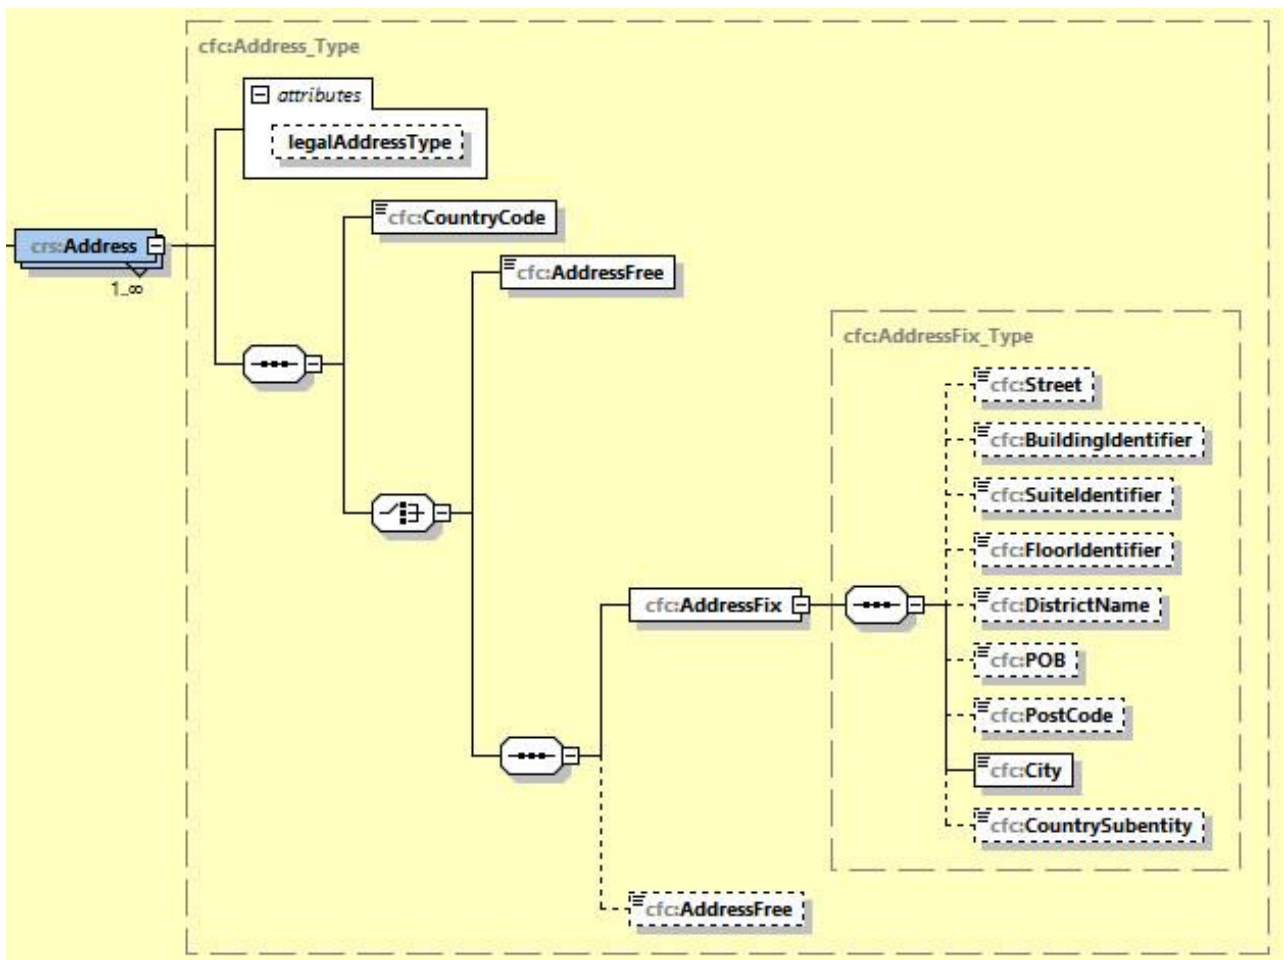 cfc:Address_Type
attributes
legalAddressType
cfc:CountryCode
crs:Address
1..∞
cfc:AddressFree
cfc:AddressFix_Type
cfc:Street
cfc:BuildingIdentifier
cfc:SuiteIdentifier
cfc:FloorIdentifier
cfc:AddressFix
cfc:DistrictName
cfc:POB
cfc:PostCode
cfc:City
cfc:CountrySubentity
cfc:AddressFree